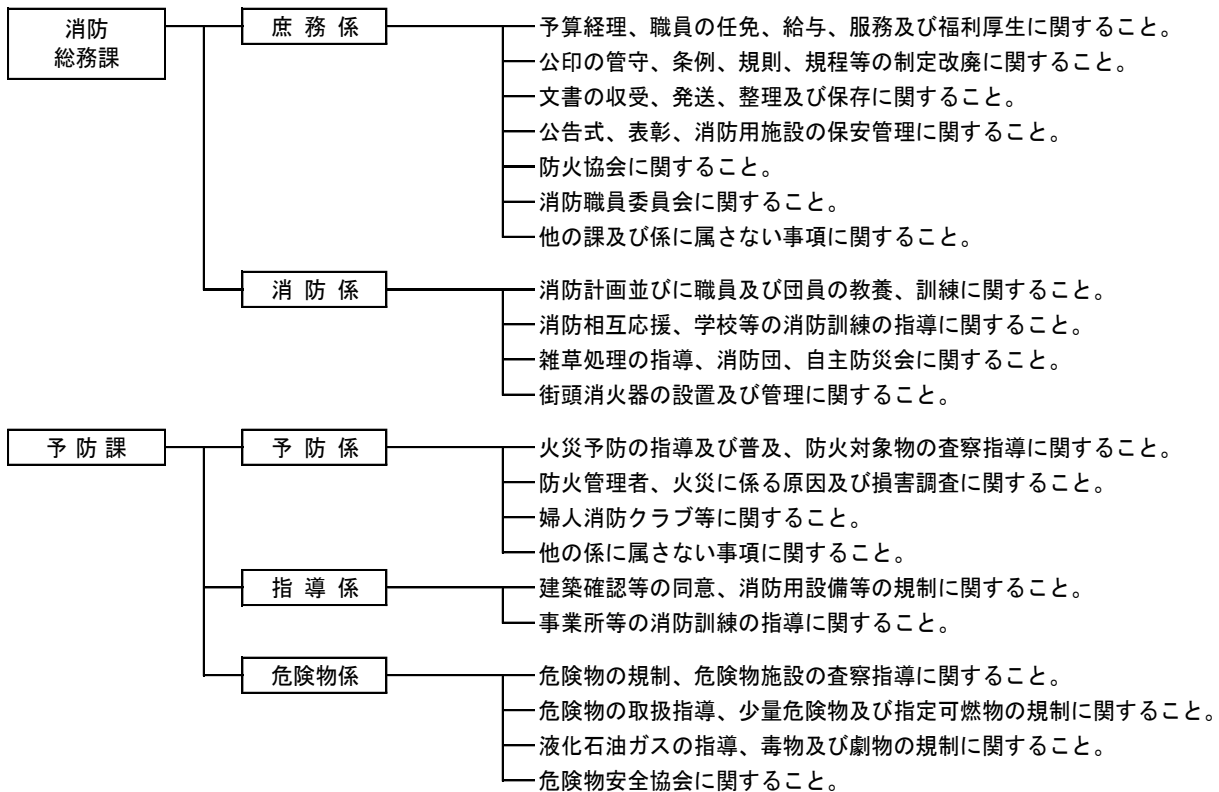 消防
総務課
庶務係
予算経理、職員の任免、給与、服務及び福利厚生に関すること。
公印の管守、条例、規則、規程等の制定改廃に関すること。
文書の収受、発送、整理及び保存に関すること。
公告式、表彰、消防用施設の保安管理に関すること。
防火協会に関すること。
消防職員委員会に関すること。
他の課及び係に属さない事項に関すること。
消防係
消防計画並びに職員及び団員の教養、訓練に関すること。
消防相互応援、学校等の消防訓練の指導に関すること。
雑草処理の指導、消防団、自主防災会に関すること。
街頭消火器の設置及び管理に関すること。
予防課
予防係
火災予防の指導及び普及、防火対象物の査察指導に関すること。
防火管理者、火災に係る原因及び損害調査に関すること。
婦人消防クラブ等に関すること。
他の係に属さない事項に関すること。
指導係
建築確認等の同意、消防用設備等の規制に関すること。
事業所等の消防訓練の指導に関すること。
危険物係
危険物の規制、危険物施設の査察指導に関すること。
危険物の取扱指導、少量危険物及び指定可燃物の規制に関すること。
液化石油ガスの指導、毒物及び劇物の規制に関すること。
危険物安全協会に関すること。